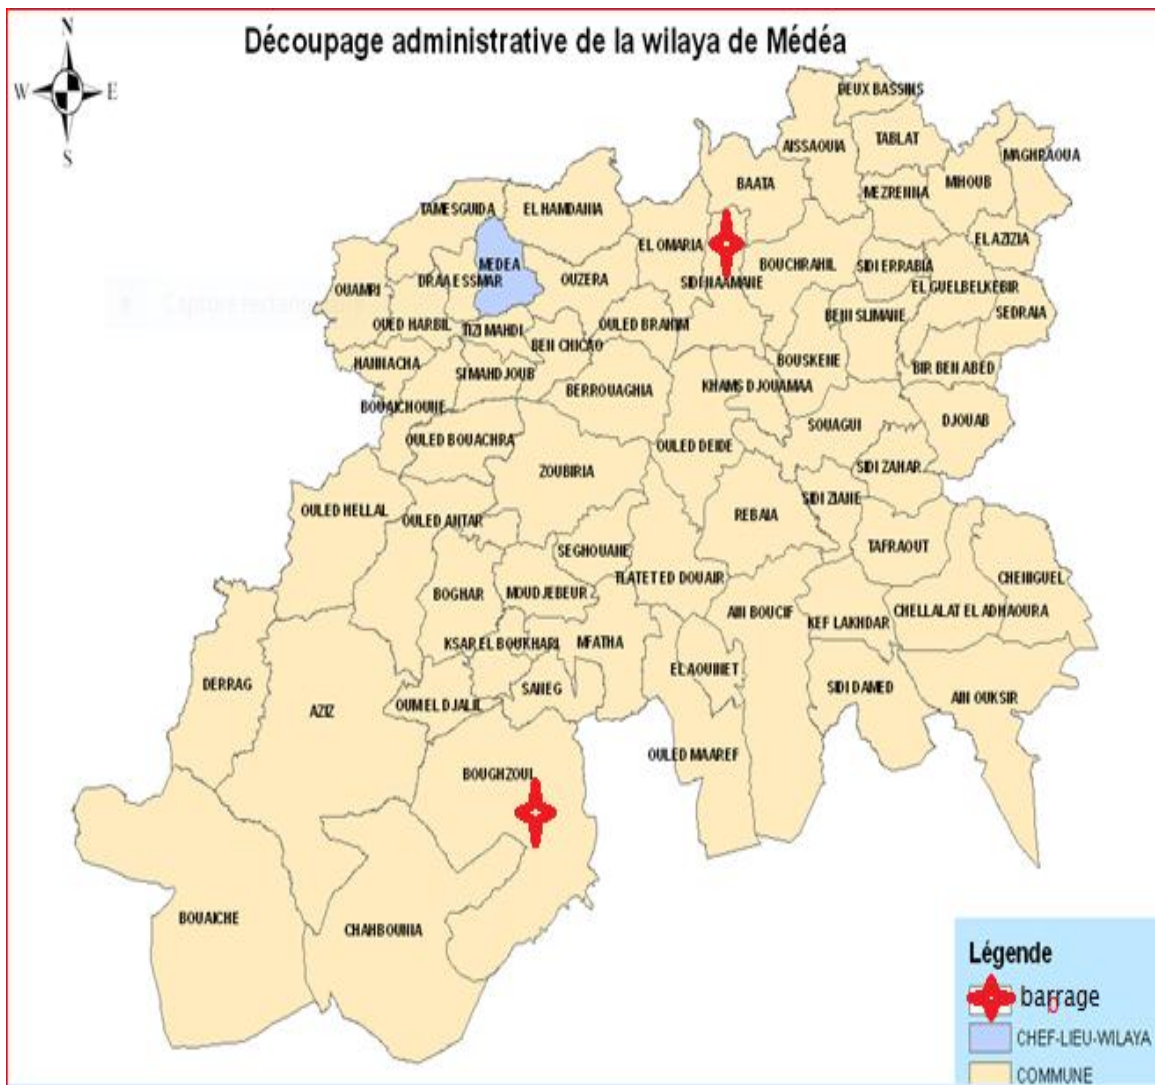 Découpage administrative de la wilaya de Médéa
N
W
E
S
DEUX BASSINS
TABLAT
AISSAOUIA
MAGHRAOUA
BAATA
MEZRENNA
MHOUB
TAMESGUIDA
EL HAMDANIA
EL OMARIA
EL AZIZIA
MEDEA
BOUCHRAHIL
SIDI ERRABIA
DRAA ESSMAR
OUZERA
SIDI NAAMANE
OUAMRI
EL GUELBELKEBIR
OUED HARBIL
TIZI MAHDI
OULED BRAHIM
BENI SLIMANE
SEDRAIA
BEN CHICAO
HANNACHA
SI MAHDJOUB
BOUSKENE
BIR BEN ABED
BERROUAGHIA
KHAMS DJOUAMAA
BOUAICHOUNE
SOUAGUI
DJOUAB
OULED BOUACHRA
OULED DEIDE
ZOUBIRIA
SIDI ZAHAR
SIDI ZIANE
OULED HELLAL
OULED ANTAR
REBAIA
SEGHOUANE
TAFRAOUT
TLATET ED DOUAIR
CHENIGUEL
BOGHAR
MOUDJEBEUR
AIN BOUCIF
CHELLALAT EL ADHAOURA
KEF LAKHDAR
KSAR EL BOUKHARI
MFATHA
EL AOUINET
DERRAG
SANEG
SIDI DAMED
AIN OUKSIR
AZIZ
OUM EL DJALIL
OULED MAAREF
BOUGHZOUL
BOUAICHE
CHAHBOUNIA
Légende
barrage
CHEF-LIEU-WILAYA
COMMUNE